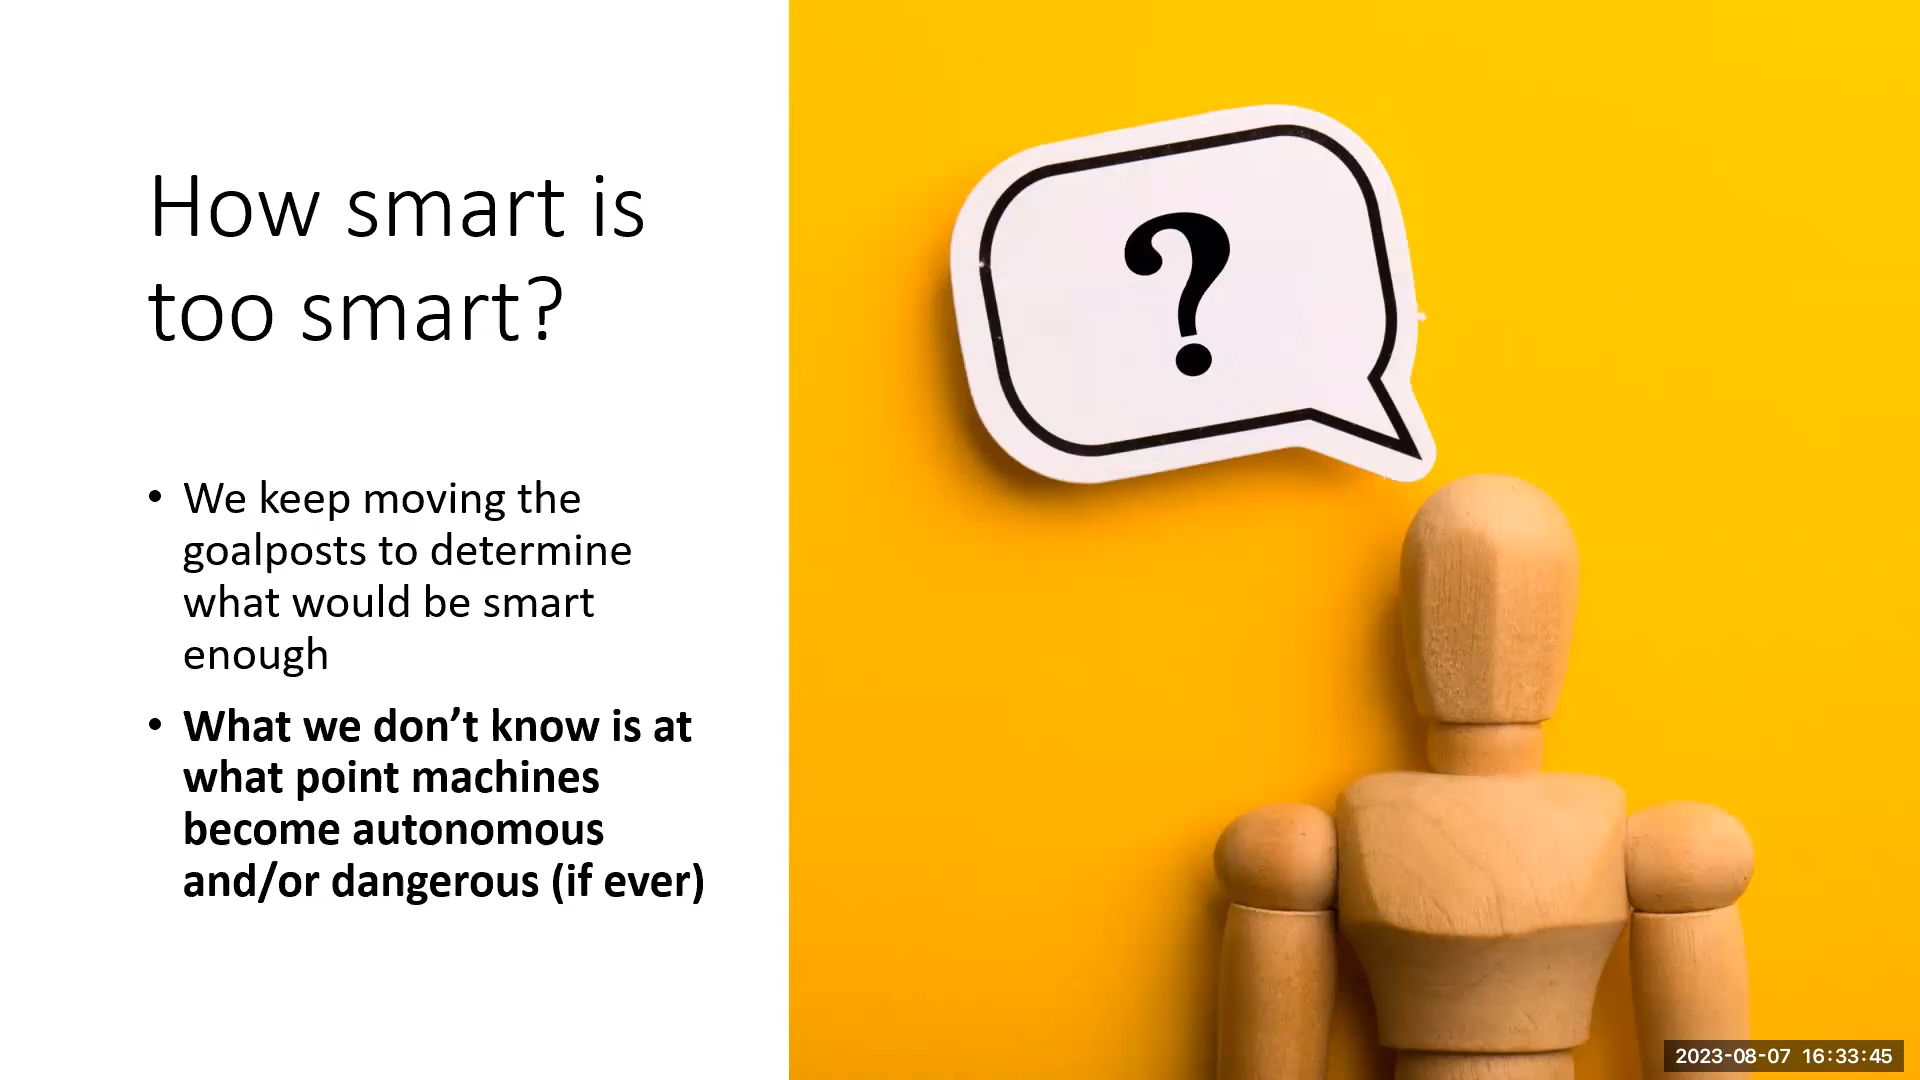 How smart is
too smart?
• We keep moving the
goalposts to determine
what would be smart
enough
• What we don’t know is at
what point machines
become autonomous
and/or dangerous (if ever)
?
2023-08-07 16:33:45